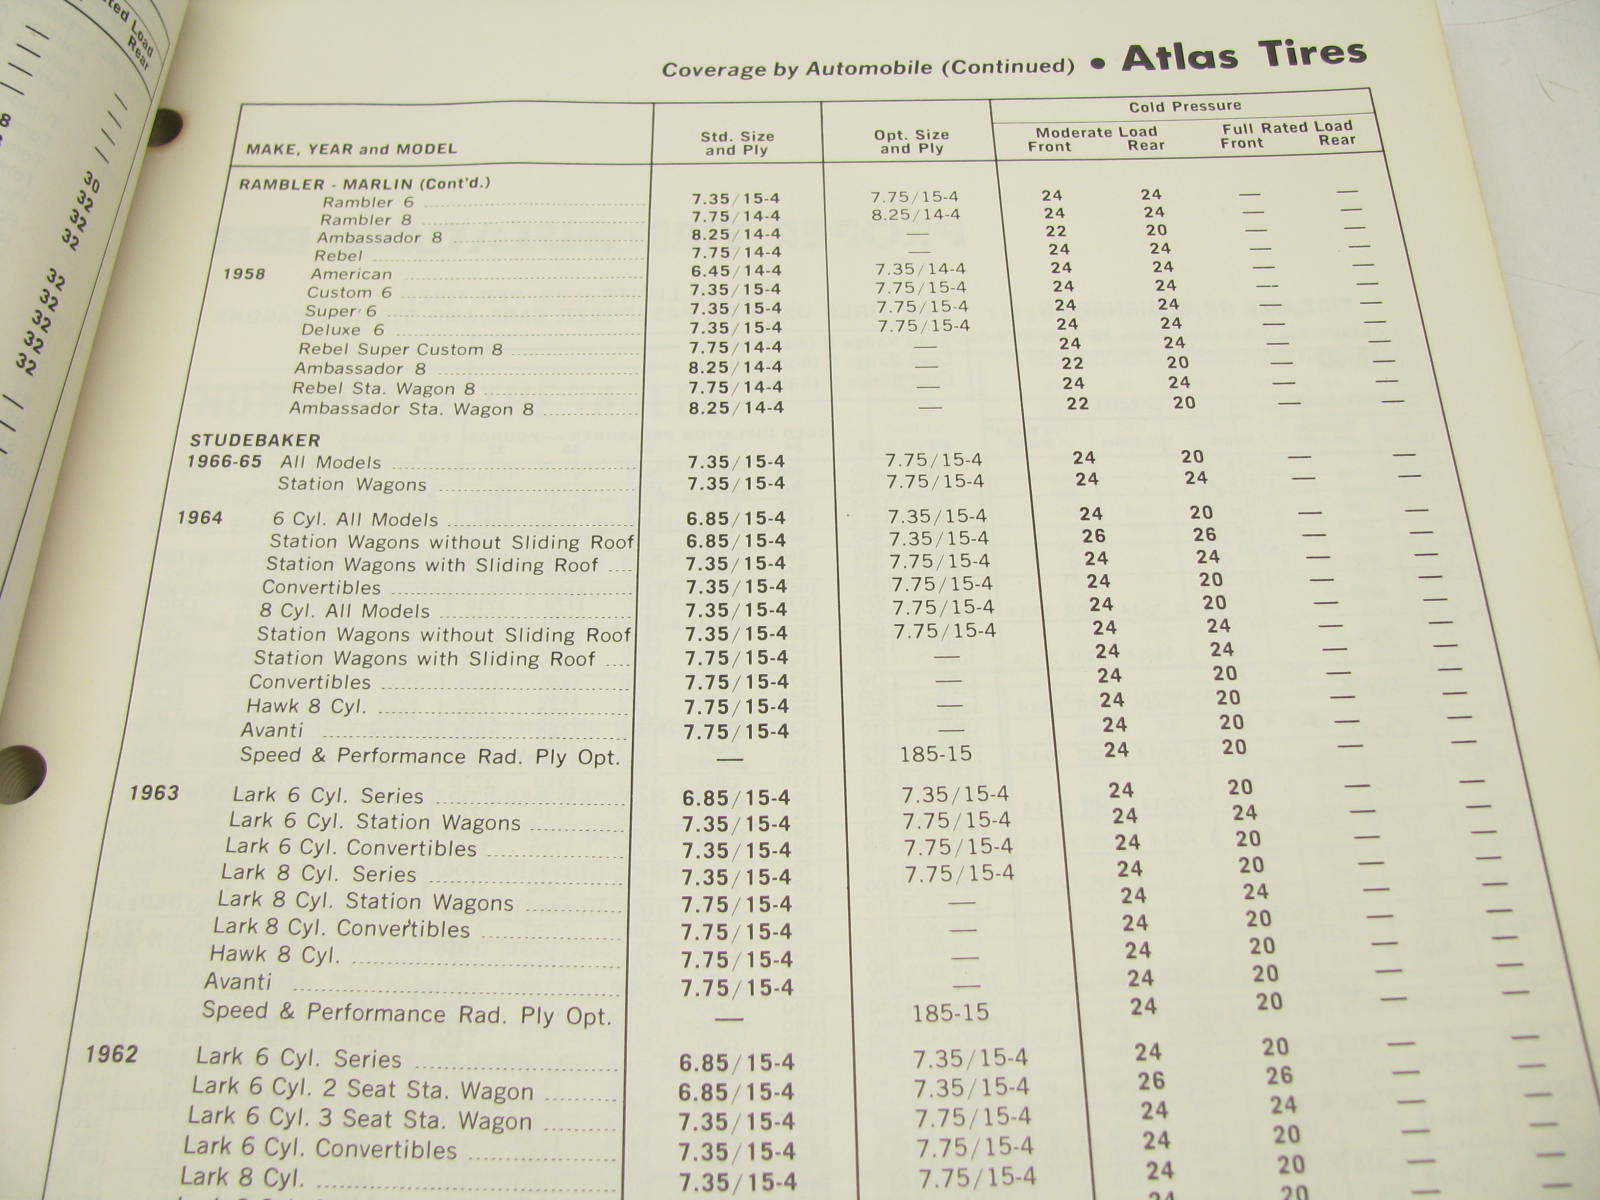 ted Load
Rear
8
30
32
32
32
32
32
32
32
32
Coverage by Automobile (Continued) • Atlas Tires
MAKE, YEAR and MODEL Std. Size and Ply Opt. Size and Ply Cold Pressure
Moderate Load Front Rear Full Rated Load Front Rear
RAMBLER - MARLIN (Cont'd.)
Rambler 6 7.35/15-4 7.75/15-4 24 24 — —
Rambler 8 7.75/14-4 8.25/14-4 24 24 — —
Ambassador 8 8.25/14-4 — 22 20 — —
Rebel 7.75/14-4 — 24 24 — —
1958 American 6.45/14-4 7.35/14-4 24 24 — —
Custom 6 7.35/15-4 7.75/15-4 24 24 — —
Super 6 7.35/15-4 7.75/15-4 24 24 — —
Deluxe 6 7.35/15-4 7.75/15-4 24 24 — —
Rebel Super Custom 8 7.75/14-4 — 24 24 — —
Ambassador 8 8.25/14-4 — 22 20 — —
Rebel Sta. Wagon 8 7.75/14-4 — 24 24 — —
Ambassador Sta. Wagon 8 8.25/14-4 — 22 20 — —
STUDEBAKER
1966-65 All Models 7.35/15-4 7.75/15-4 24 20 — —
Station Wagons 7.35/15-4 7.75/15-4 24 24 — —
1964 6 Cyl. All Models 6.85/15-4 7.35/15-4 24 20 — —
Station Wagons without Sliding Roof 6.85/15-4 7.35/15-4 26 26 — —
Station Wagons with Sliding Roof 7.35/15-4 7.75/15-4 24 24 — —
Convertibles 7.35/15-4 7.75/15-4 24 20 — —
8 Cyl. All Models 7.35/15-4 7.75/15-4 24 20 — —
Station Wagons without Sliding Roof 7.35/15-4 7.75/15-4 24 24 — —
Station Wagons with Sliding Roof 7.75/15-4 — 24 24 — —
Convertibles 7.75/15-4 — 24 20 — —
Hawk 8 Cyl. 7.75/15-4 — 24 20 — —
Avanti 7.75/15-4 — 24 20 — —
Speed & Performance Rad. Ply Opt. — 185-15 24 20 — —
1963 Lark 6 Cyl. Series 6.85/15-4 7.35/15-4 24 20 — —
Lark 6 Cyl. Station Wagons 7.35/15-4 7.75/15-4 24 24 — —
Lark 6 Cyl. Convertibles 7.35/15-4 7.75/15-4 24 20 — —
Lark 8 Cyl. Series 7.35/15-4 7.75/15-4 24 20 — —
Lark 8 Cyl. Station Wagons 7.75/15-4 — 24 24 — —
Lark 8 Cyl. Convertibles 7.75/15-4 — 24 20 — —
Hawk 8 Cyl. 7.75/15-4 — 24 20 — —
Avanti 7.75/15-4 — 24 20 — —
Speed & Performance Rad. Ply Opt. — 185-15 24 20 — —
1962 Lark 6 Cyl. Series 6.85/15-4 7.35/15-4 24 20 — —
Lark 6 Cyl. 2 Seat Sta. Wagon 6.85/15-4 7.35/15-4 26 26 — —
Lark 6 Cyl. 3 Seat Sta. Wagon 7.35/15-4 7.75/15-4 24 24 — —
Lark 6 Cyl. Convertibles 7.35/15-4 7.75/15-4 24 20 — —
Lark 8 Cyl. 7.35/15-4 7.75/15-4 24 20 — —
24 20